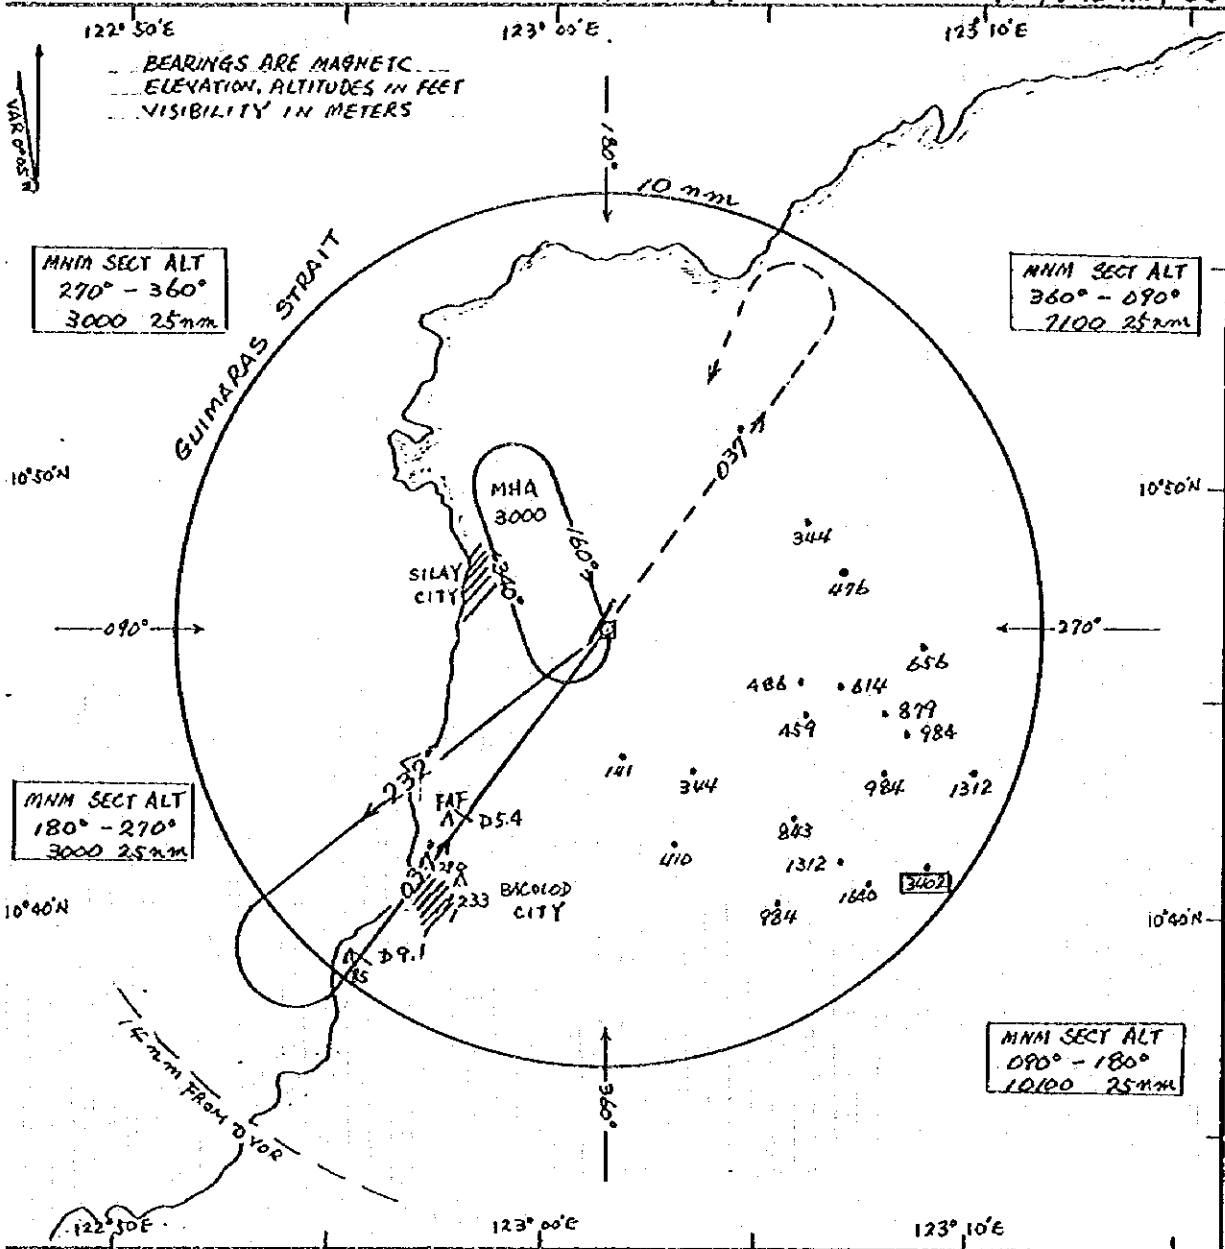 122° 50' E
123° 00' E
123° 10' E
BEARINGS ARE MAGNETC
ELEVATION, ALTITUDES IN FEET
VISIBILITY IN METERS
180°
10 nm
MNM SECT ALT
270° - 360°
3000 25nm
GUIMARAS STRAIT
MNM SECT ALT
360° - 090°
7100 25nm
037
10°50'N
10°50'N
MHA
3000
160°
340°
SILAY
CITY
344
476
090°
270°
656
614
879
459
984
141
344
984
1312
232
FAF
D5.4
MNM SECT ALT
180° - 270°
3000 25nm
843
410
1312
1640
3402
233
BACOLOD
CITY
984
10°40'N
10°40'N
D9.1
14 nm FROM DVOR
360°
MNM SECT ALT
090° - 180°
10100 25nm
122° 50'E
123° 00'E
123° 10'E